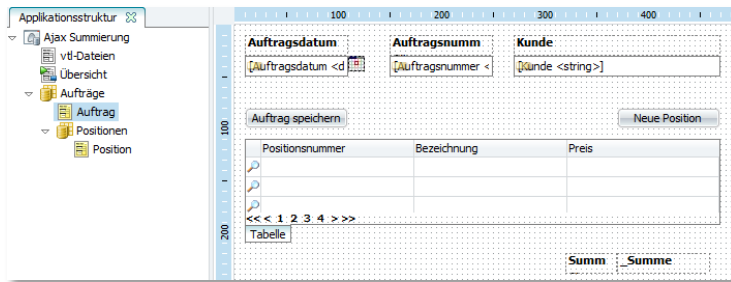 Applikationsstruktur
Ajax Summierung
vtl-Dateien
Übersicht
Aufträge
Auftrag
Positionen
Position
100 200 300 400
100
200
Auftragsdatum Auftragsnumm Kunde
[Auftragsdatum <d [Auftragsnummer < [Kunde <string>]
Auftrag speichern Neue Position
Positionsnummer Bezeichnung Preis
<< < 1 2 3 4 > >>
Tabelle
Summ _Summe